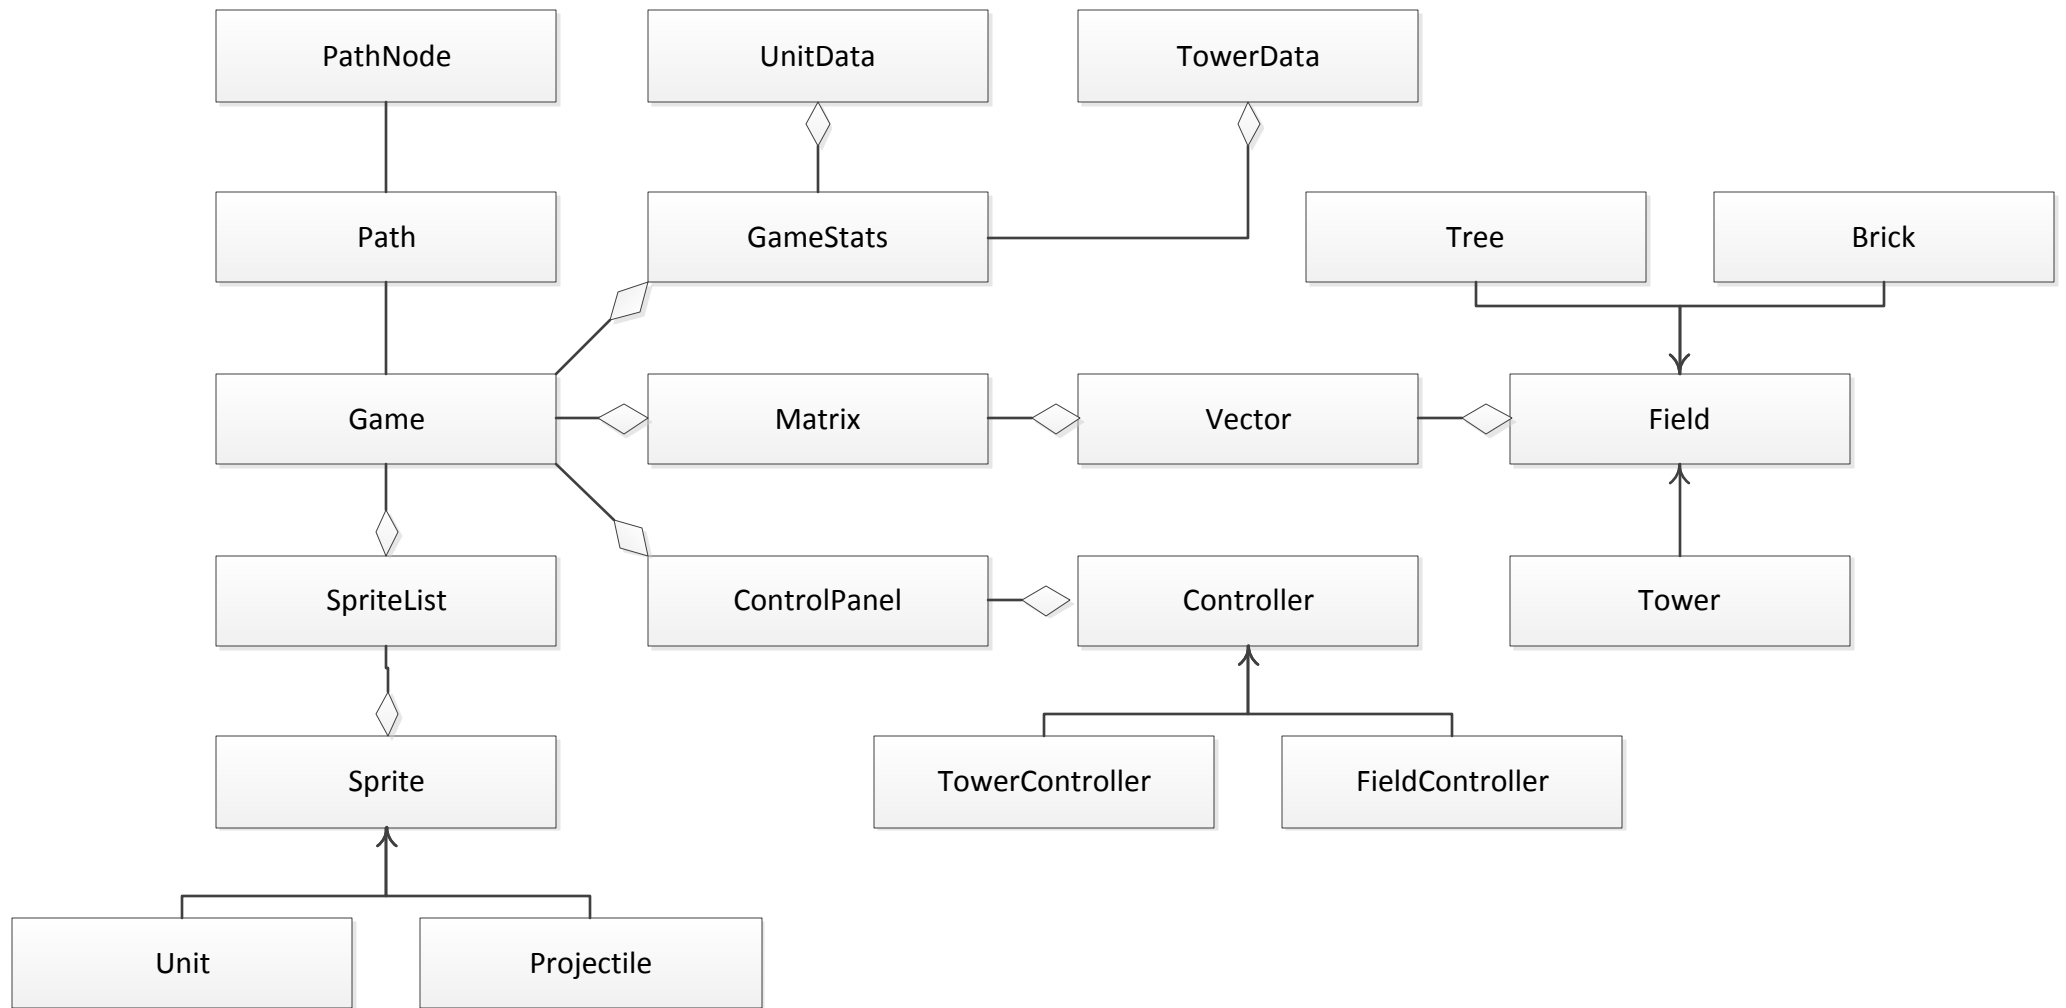 PathNode
UnitData
TowerData
Path
GameStats
Tree
Brick
Game
Matrix
Vector
Field
SpriteList
ControlPanel
Controller
Tower
Sprite
TowerController
FieldController
Unit
Projectile